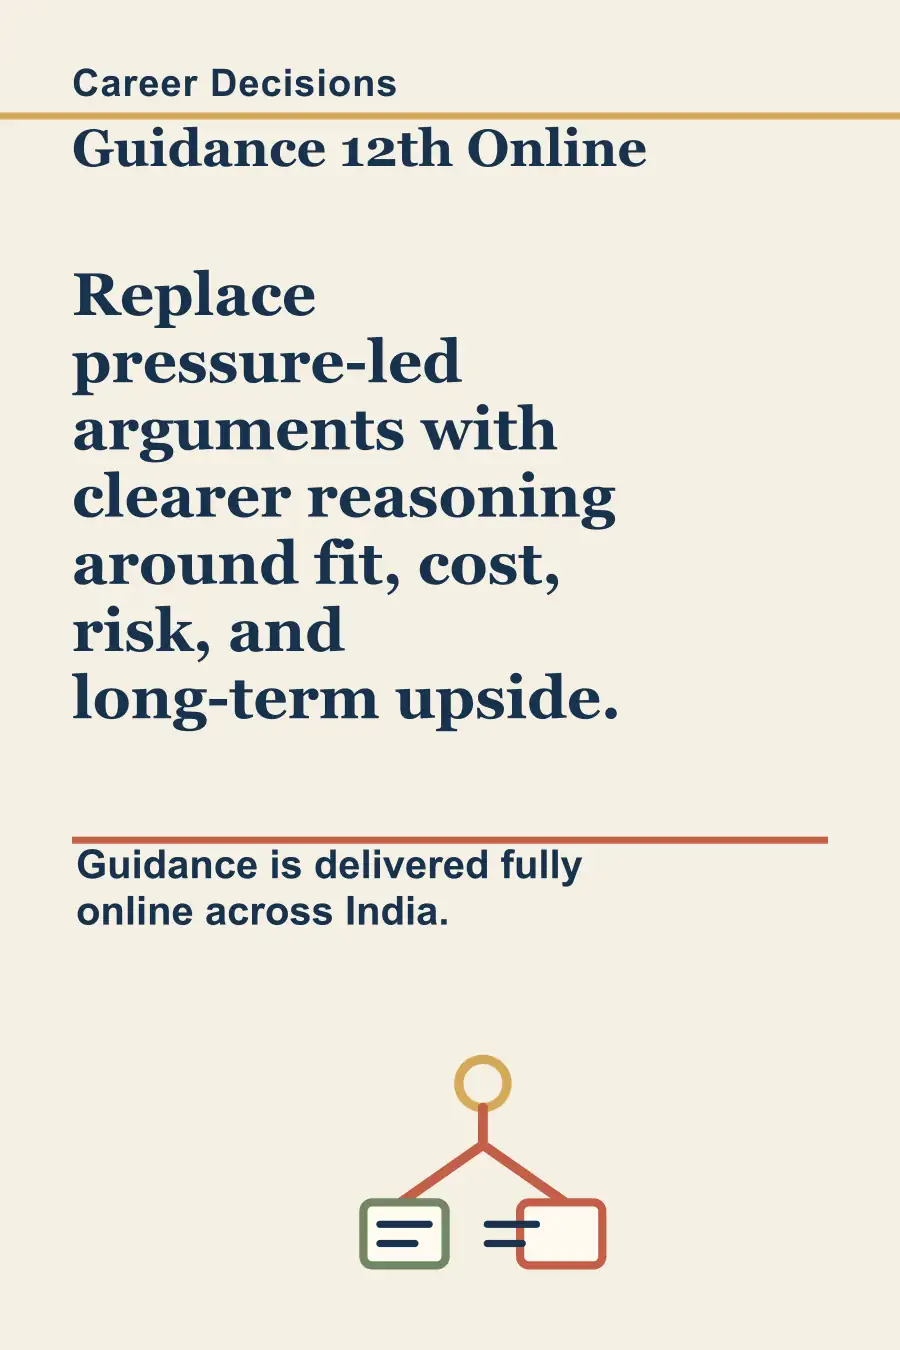 Career Decisions
Guidance 12th Online
Replace
pressure-led
arguments with
clearer reasoning
around fit, cost,
risk, and
long-term upside.
Guidance is delivered fully
online across India.